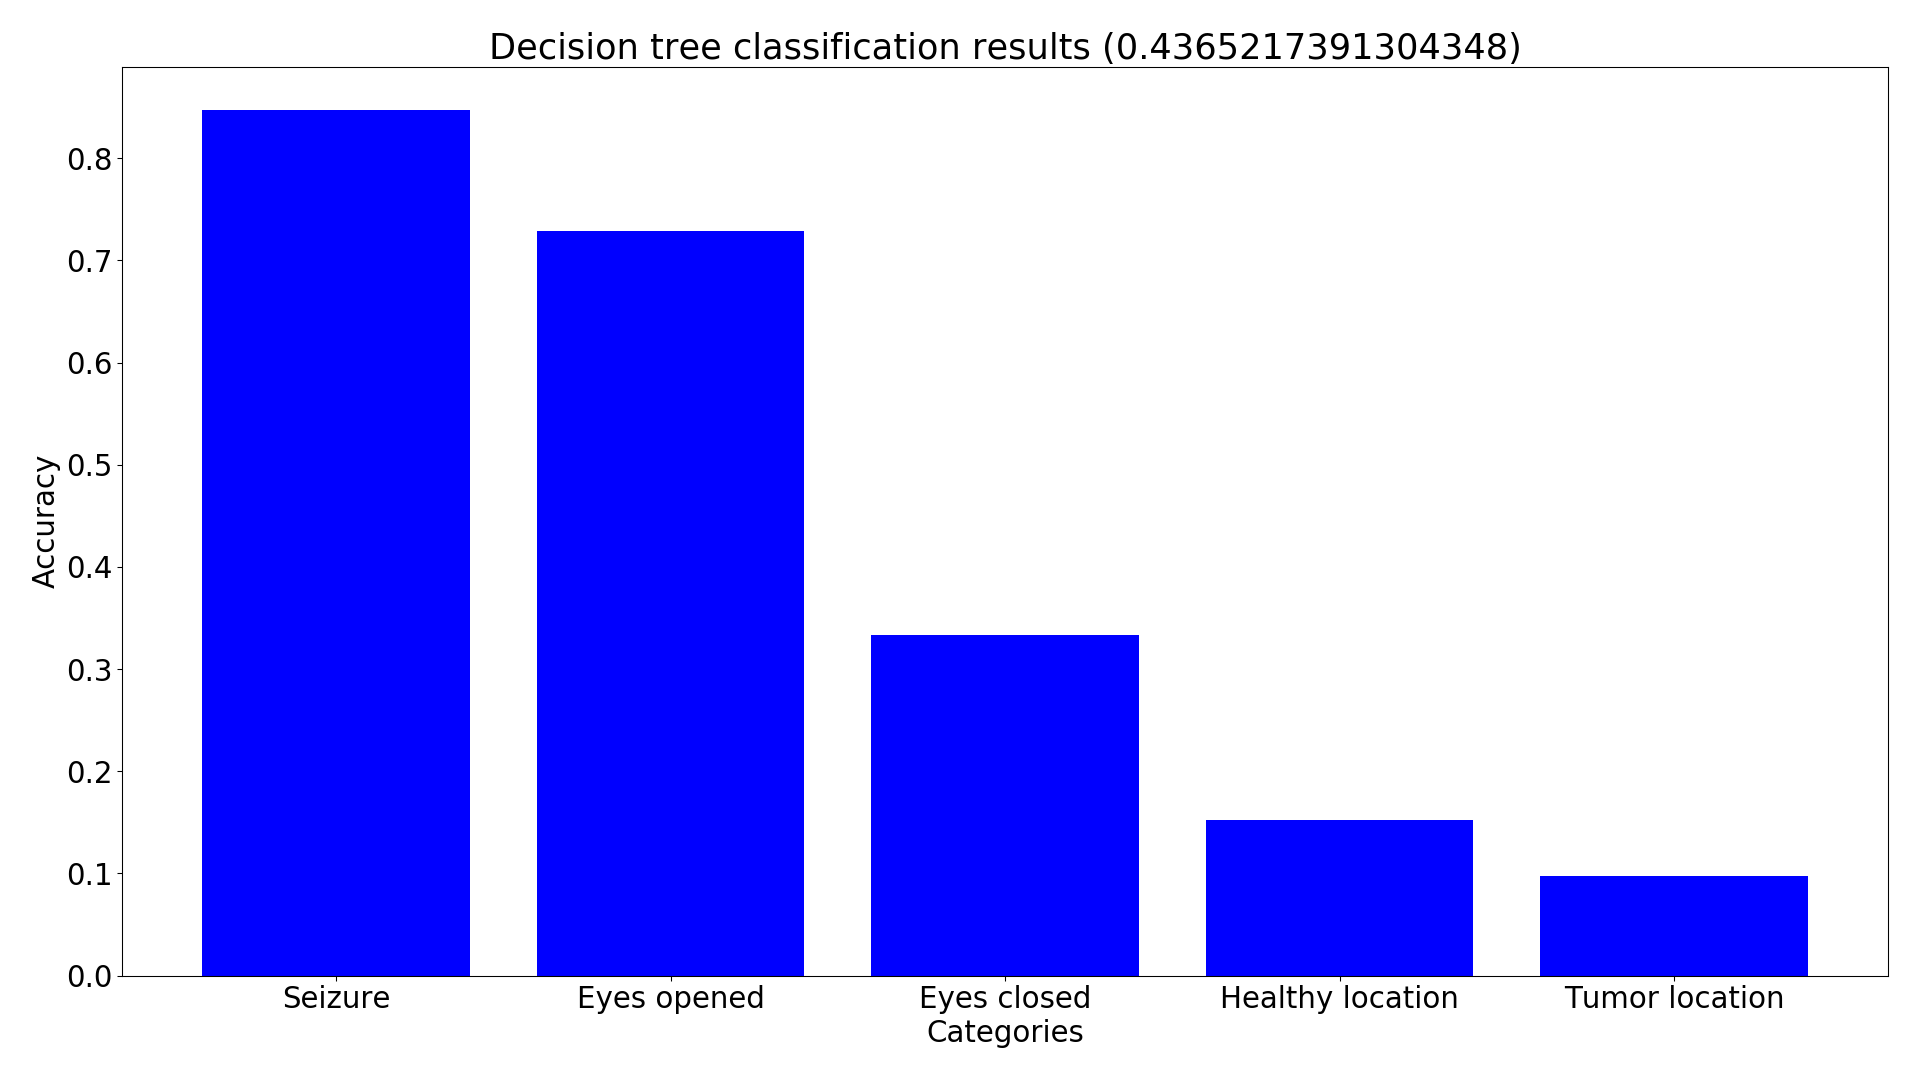 Decision tree classification results (0.4365217391304348)
Accuracy
0.8
0.7
0.6
0.5
0.4
0.3
0.2
0.1
0.0
Seizure
Eyes opened
Eyes closed
Healthy location
Tumor location
Categories